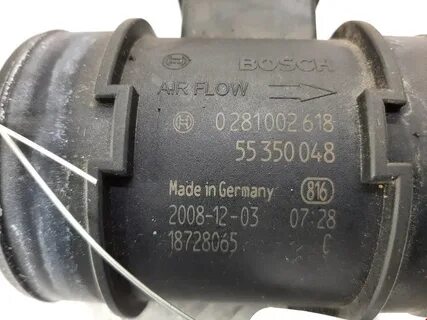 BOSCH
AIR FLOW
0 281 002 618
55 350 048
Made in Germany 816
2008-12-03 07:28
18728065 C